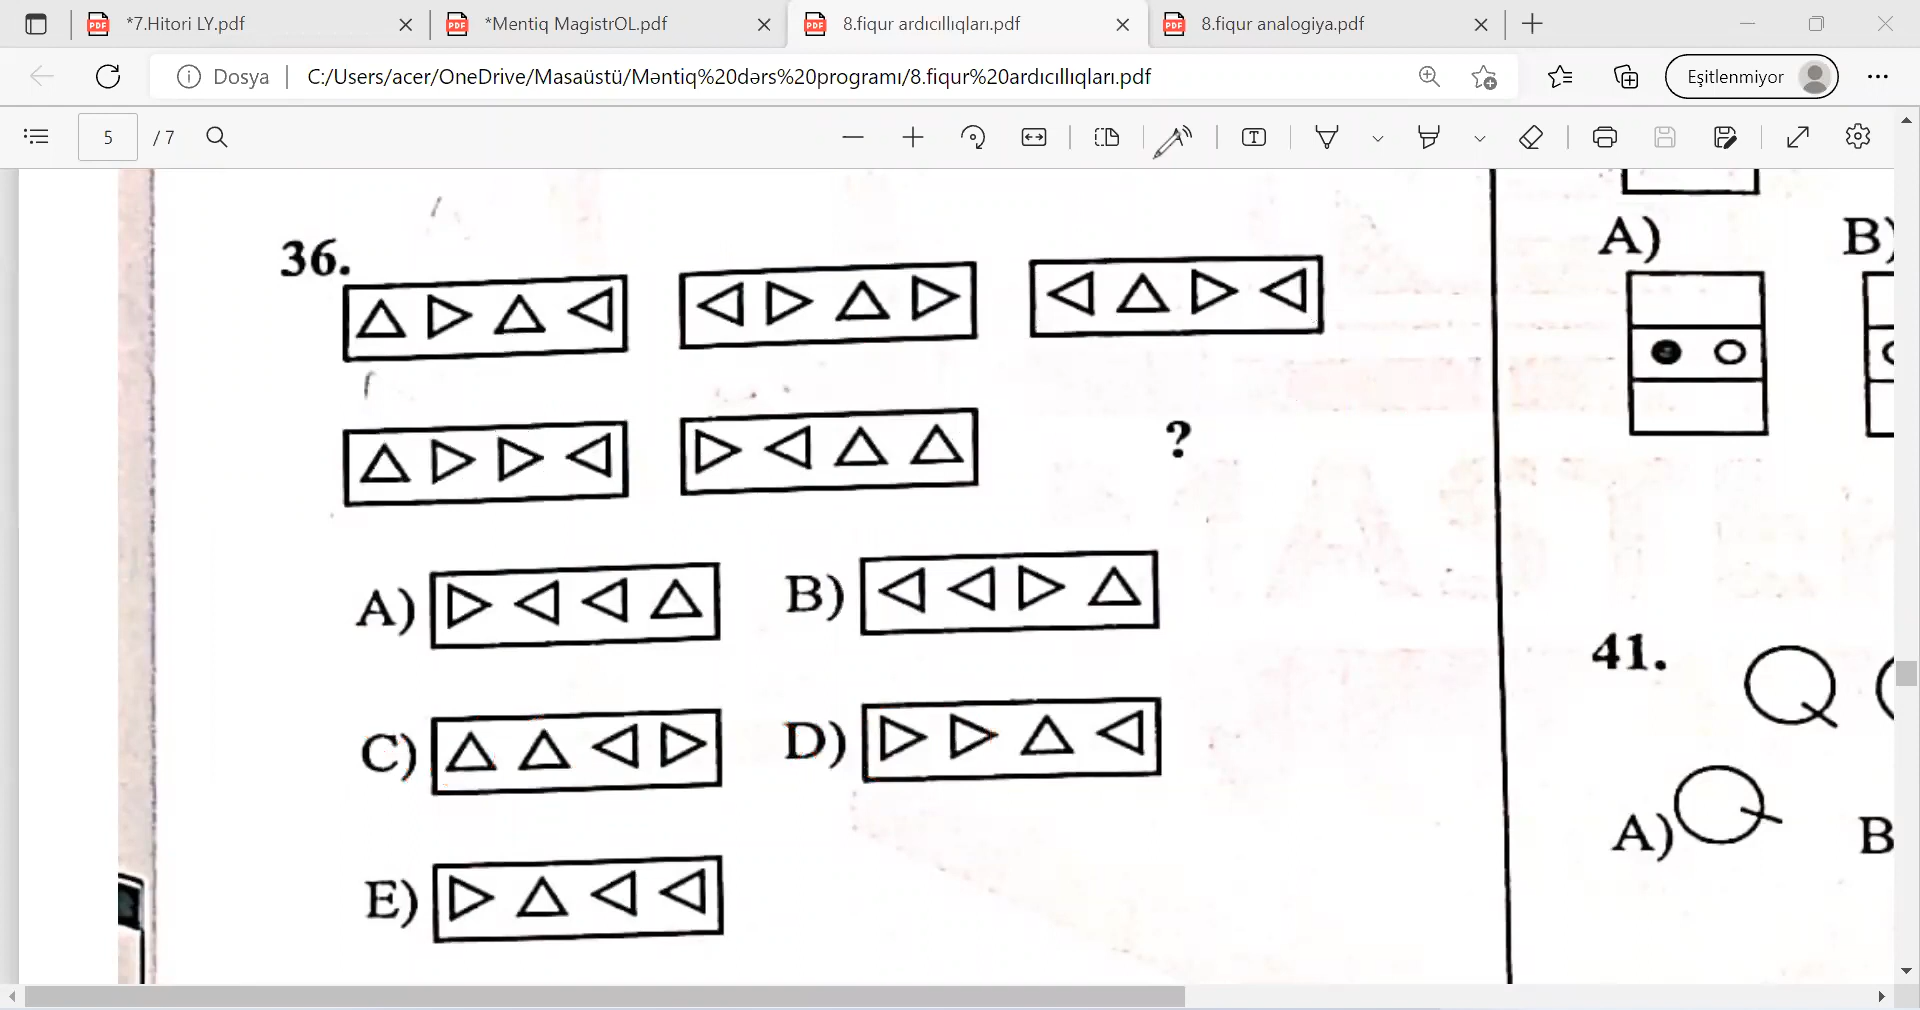 *7.Hitori LY.pdf
*Mentiq MagistrOL.pdf
8.fiqur ardıcıllıqları.pdf
8.fiqur analogiya.pdf
Dosya
C:/Users/acer/OneDrive/Masaüstü/Məntiq%20dərs%20programı/8.fiqur%20ardıcıllıqları.pdf
Eşitlenmiyor
5 / 7
36.
?
A)
B)
C)
D)
E)
A)
B)
41.
A)
B